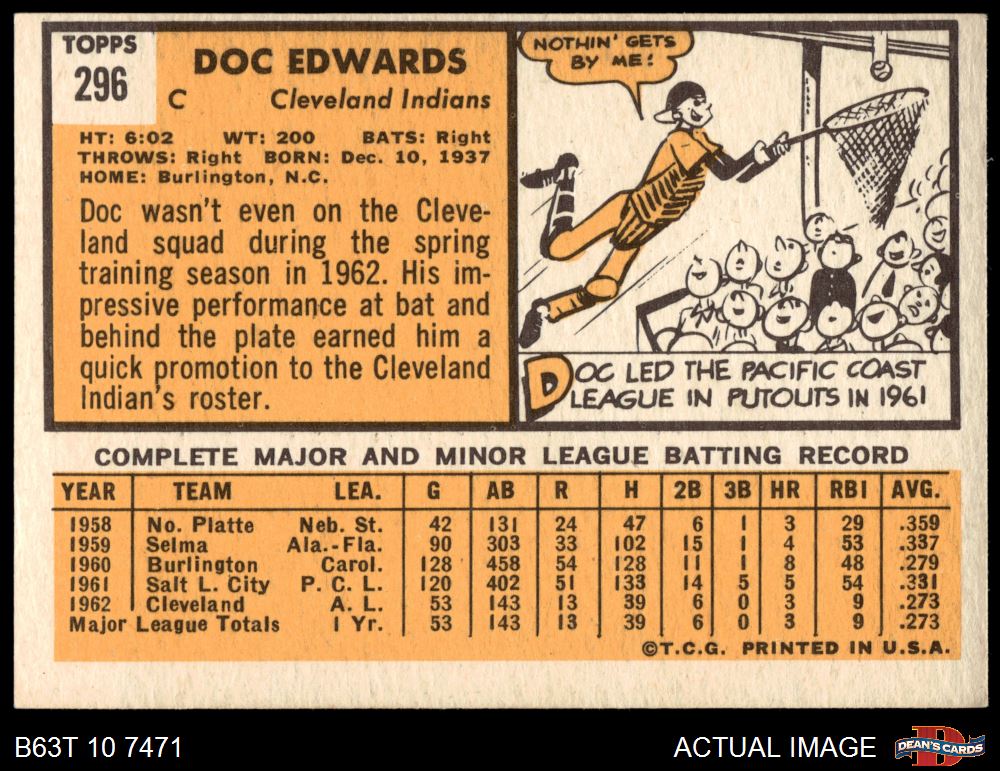 TOPPS
296
DOC EDWARDS
C Cleveland Indians
HT: 6:02 WT: 200 BATS: Right
THROWS: Right BORN: Dec. 10, 1937
HOME: Burlington, N.C.
Doc wasn't even on the Cleve-
land squad during the spring
training season in 1962. His im-
pressive performance at bat and
behind the plate earned him a
quick promotion to the Cleveland
Indian's roster.
NOTHIN' GETS
BY ME!
DOC LED THE PACIFIC COAST
LEAGUE IN PUTOUTS IN 1961
COMPLETE MAJOR AND MINOR LEAGUE BATTING RECORD
YEAR TEAM LEA. G AB R H 2B 3B HR RBI AVG.
1958 No. Platte Neb. St. 42 131 24 47 6 1 3 29 .359
1959 Selma Ala.-Fla. 90 303 33 102 15 1 4 53 .337
1960 Burlington Carol. 128 458 54 128 11 1 8 48 .279
1961 Salt L. City P. C. L. 120 402 51 133 14 5 5 54 .331
1962 Cleveland A. L. 53 143 13 39 6 0 3 9 .273
Major League Totals 1 Yr. 53 143 13 39 6 0 3 9 .273
©T.C.G. PRINTED IN U.S.A.
B63T 10 7471
ACTUAL IMAGE
D
DEAN'S CARDS